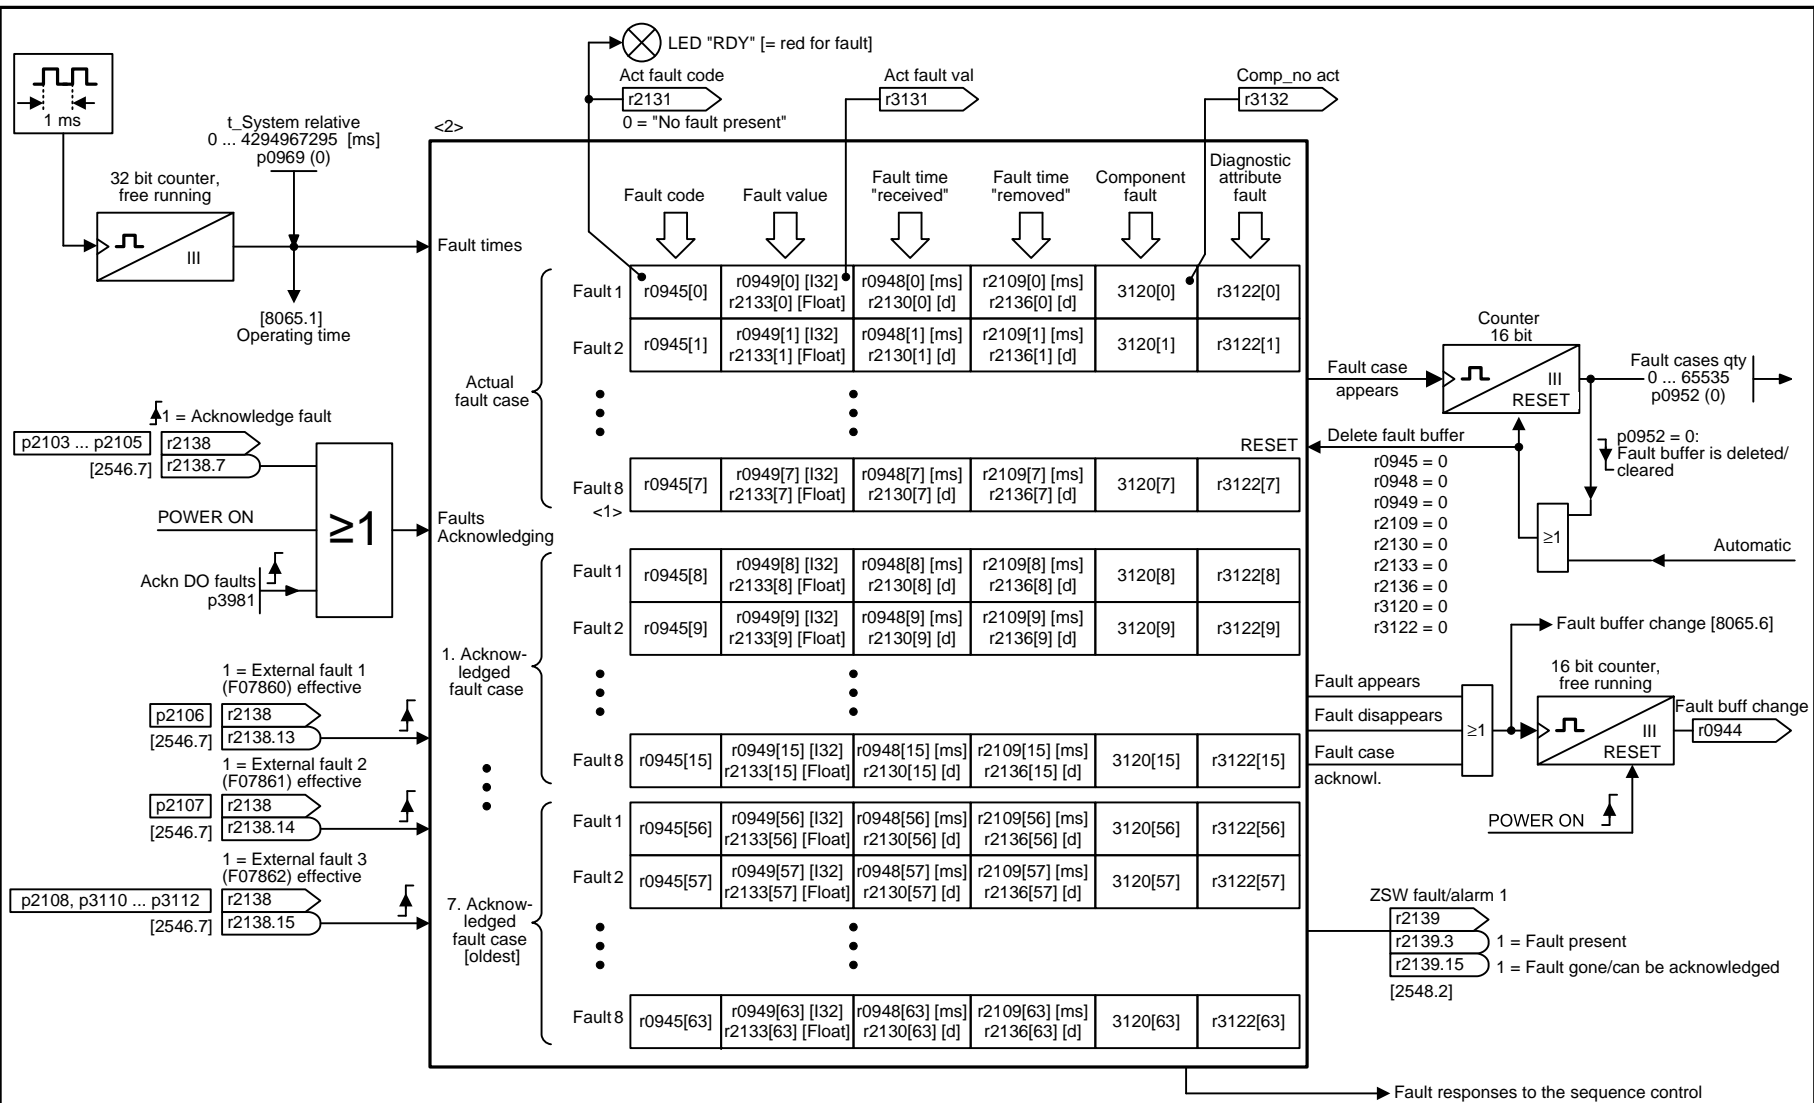 LED "RDY" [= red for fault]
Act fault code
r2131
0 = "No fault present"
Act fault val
r3131
Comp_no act
r3132
1 ms
t_System relative
0 ... 4294967295 [ms]
p0969 (0)
<2>
32 bit counter,
free running
III
[8065.1]
Operating time
Fault times
Fault code
Fault value
Fault time
"received"
Fault time
"removed"
Component
fault
Diagnostic
attribute
fault
Actual
fault case
Fault 1
r0945[0]
r0949[0] [I32]
r2133[0] [Float]
r0948[0] [ms]
r2130[0] [d]
r2109[0] [ms]
r2136[0] [d]
3120[0]
r3122[0]
Fault 2
r0945[1]
r0949[1] [I32]
r2133[1] [Float]
r0948[1] [ms]
r2130[1] [d]
r2109[1] [ms]
r2136[1] [d]
3120[1]
r3122[1]
Fault 8
<1>
r0945[7]
r0949[7] [I32]
r2133[7] [Float]
r0948[7] [ms]
r2130[7] [d]
r2109[7] [ms]
r2136[7] [d]
3120[7]
r3122[7]
1 = Acknowledge fault
p2103 ... p2105
r2138
[2546.7]
r2138.7
POWER ON
Ackn DO faults
p3981
≥1
Faults
Acknowledging
1. Acknow-
ledged
fault case
Fault 1
r0945[8]
r0949[8] [I32]
r2133[8] [Float]
r0948[8] [ms]
r2130[8] [d]
r2109[8] [ms]
r2136[8] [d]
3120[8]
r3122[8]
Fault 2
r0945[9]
r0949[9] [I32]
r2133[9] [Float]
r0948[9] [ms]
r2130[9] [d]
r2109[9] [ms]
r2136[9] [d]
3120[9]
r3122[9]
Fault 8
r0945[15]
r0949[15] [I32]
r2133[15] [Float]
r0948[15] [ms]
r2130[15] [d]
r2109[15] [ms]
r2136[15] [d]
3120[15]
r3122[15]
1 = External fault 1
(F07860) effective
p2106
r2138
[2546.7]
r2138.13
1 = External fault 2
(F07861) effective
p2107
r2138
[2546.7]
r2138.14
1 = External fault 3
(F07862) effective
p2108, p3110 ... p3112
r2138
[2546.7]
r2138.15
7. Acknow-
ledged
fault case
[oldest]
Fault 1
r0945[56]
r0949[56] [I32]
r2133[56] [Float]
r0948[56] [ms]
r2130[56] [d]
r2109[56] [ms]
r2136[56] [d]
3120[56]
r3122[56]
Fault 2
r0945[57]
r0949[57] [I32]
r2133[57] [Float]
r0948[57] [ms]
r2130[57] [d]
r2109[57] [ms]
r2136[57] [d]
3120[57]
r3122[57]
Fault 8
r0945[63]
r0949[63] [I32]
r2133[63] [Float]
r0948[63] [ms]
r2130[63] [d]
r2109[63] [ms]
r2136[63] [d]
3120[63]
r3122[63]
Fault case
appears
Counter
16 bit
III
RESET
Fault cases qty
0 ... 65535
p0952 (0)
RESET
Delete fault buffer
r0945 = 0
r0948 = 0
r0949 = 0
r2109 = 0
r2130 = 0
r2133 = 0
r2136 = 0
r3120 = 0
r3122 = 0
p0952 = 0:
Fault buffer is deleted/
cleared
≥1
Automatic
Fault buffer change [8065.6]
Fault appears
Fault disappears
Fault case
acknowl.
≥1
16 bit counter,
free running
III
RESET
Fault buff change
r0944
POWER ON
ZSW fault/alarm 1
r2139
r2139.3
1 = Fault present
r2139.15
1 = Fault gone/can be acknowledged
[2548.2]
Fault responses to the sequence control